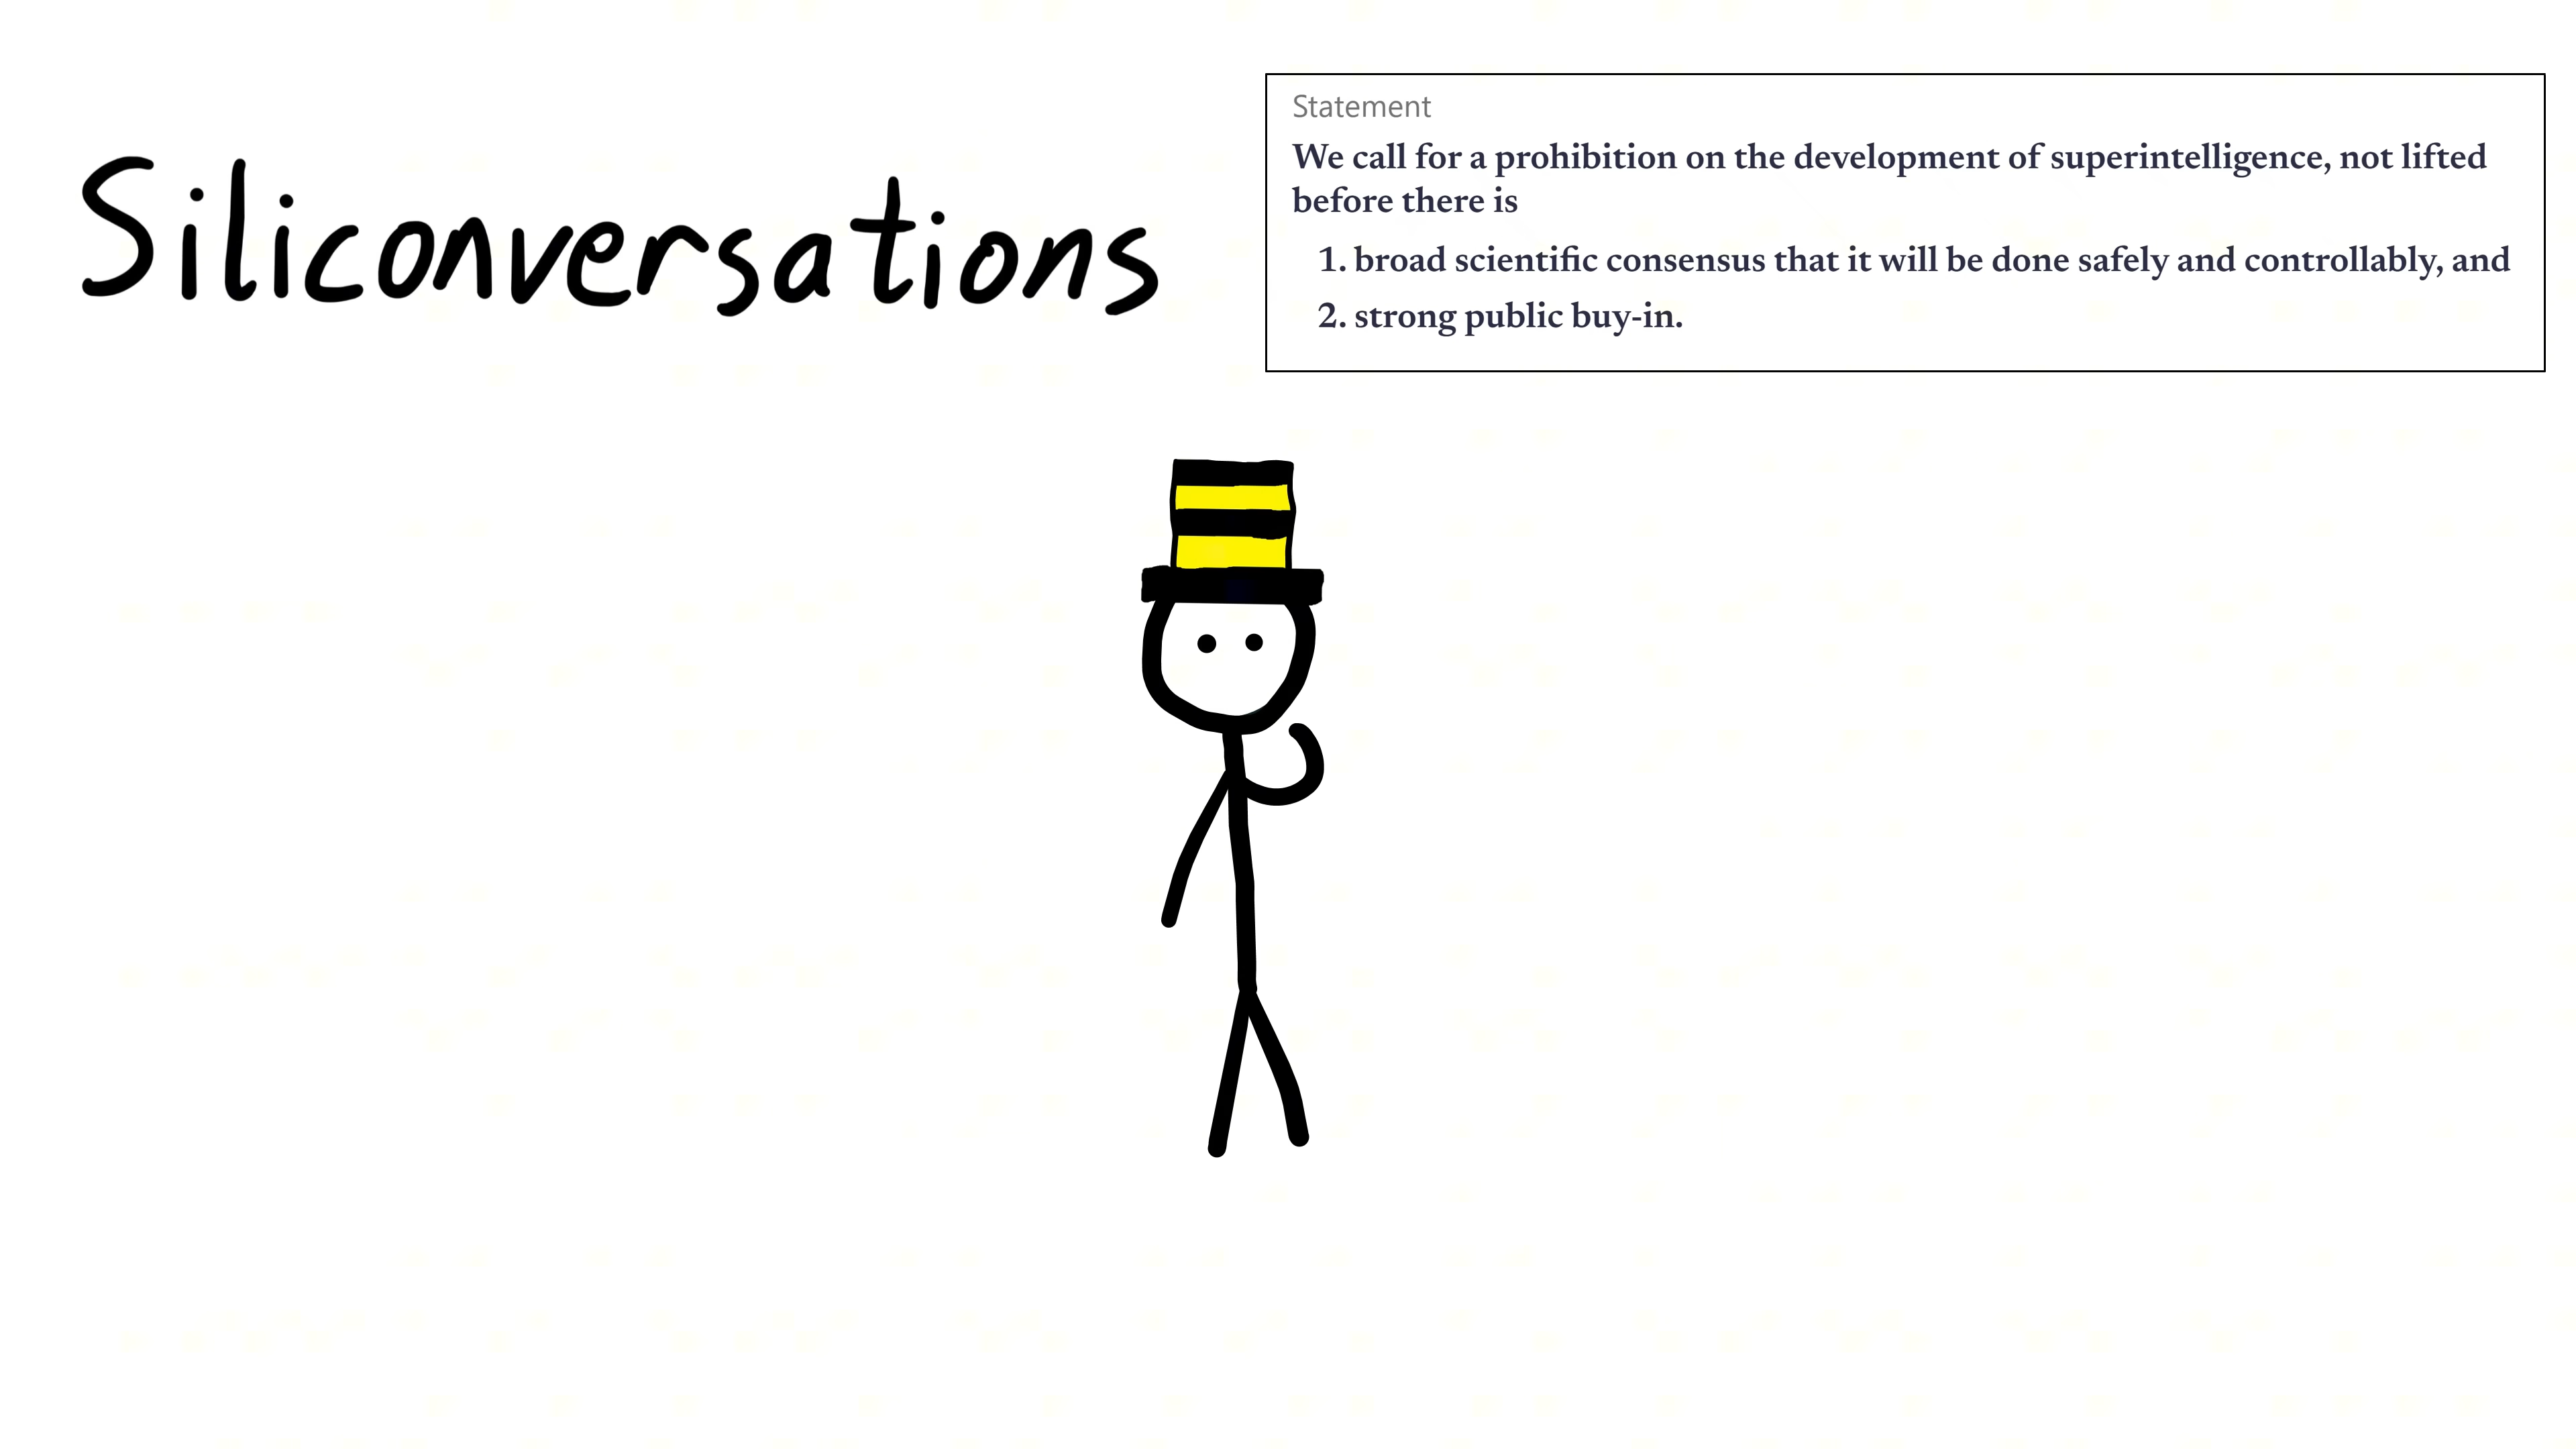 Siliconversations
Statement
We call for a prohibition on the development of superintelligence, not lifted
before there is
1. broad scientific consensus that it will be done safely and controllably, and
2. strong public buy-in.